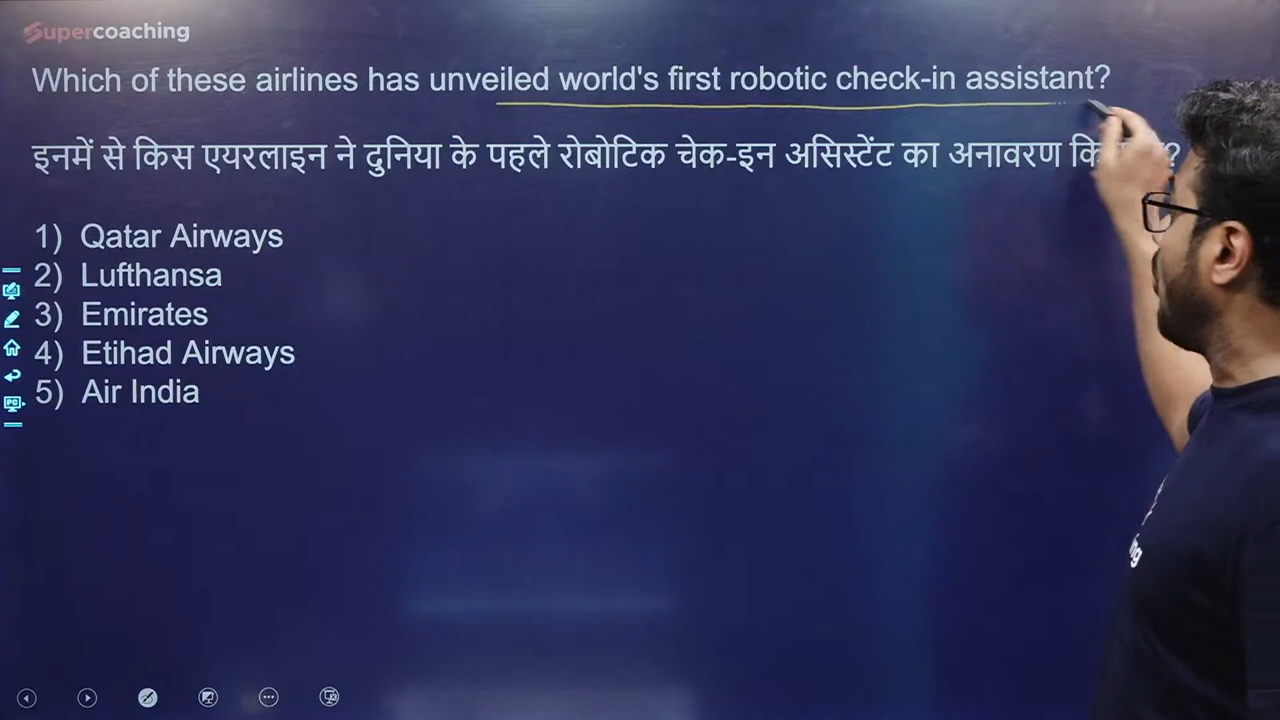 Supercoaching
Which of these airlines has unveiled world's first robotic check-in assistant?
इनमें से किस एयरलाइन ने दुनिया के पहले रोबोटिक चेक-इन असिस्टेंट का अनावरण ?
1) Qatar Airways
2) Lufthansa
3) Emirates
4) Etihad Airways
5) Air India
PC